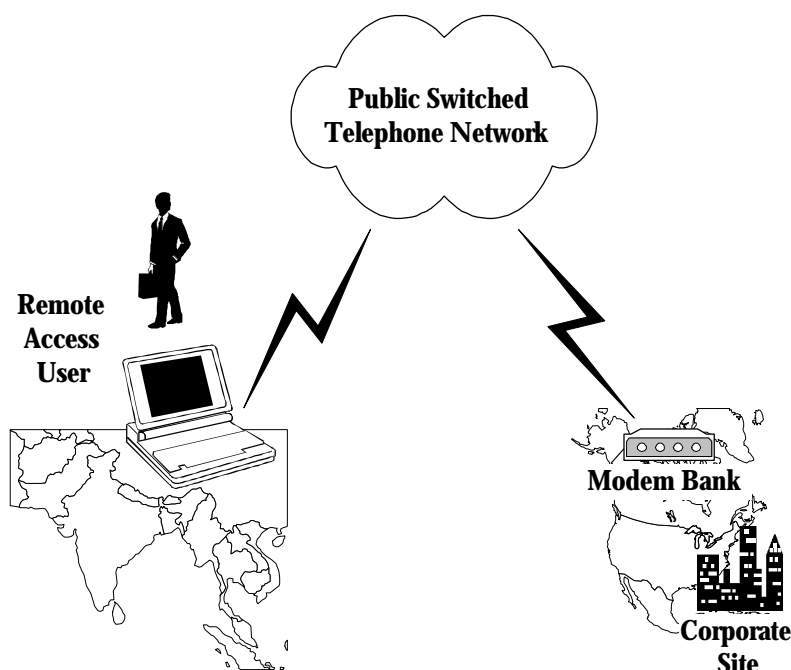 Public Switched
Telephone Network
Remote
Access
User
Modem Bank
Corporate
Site